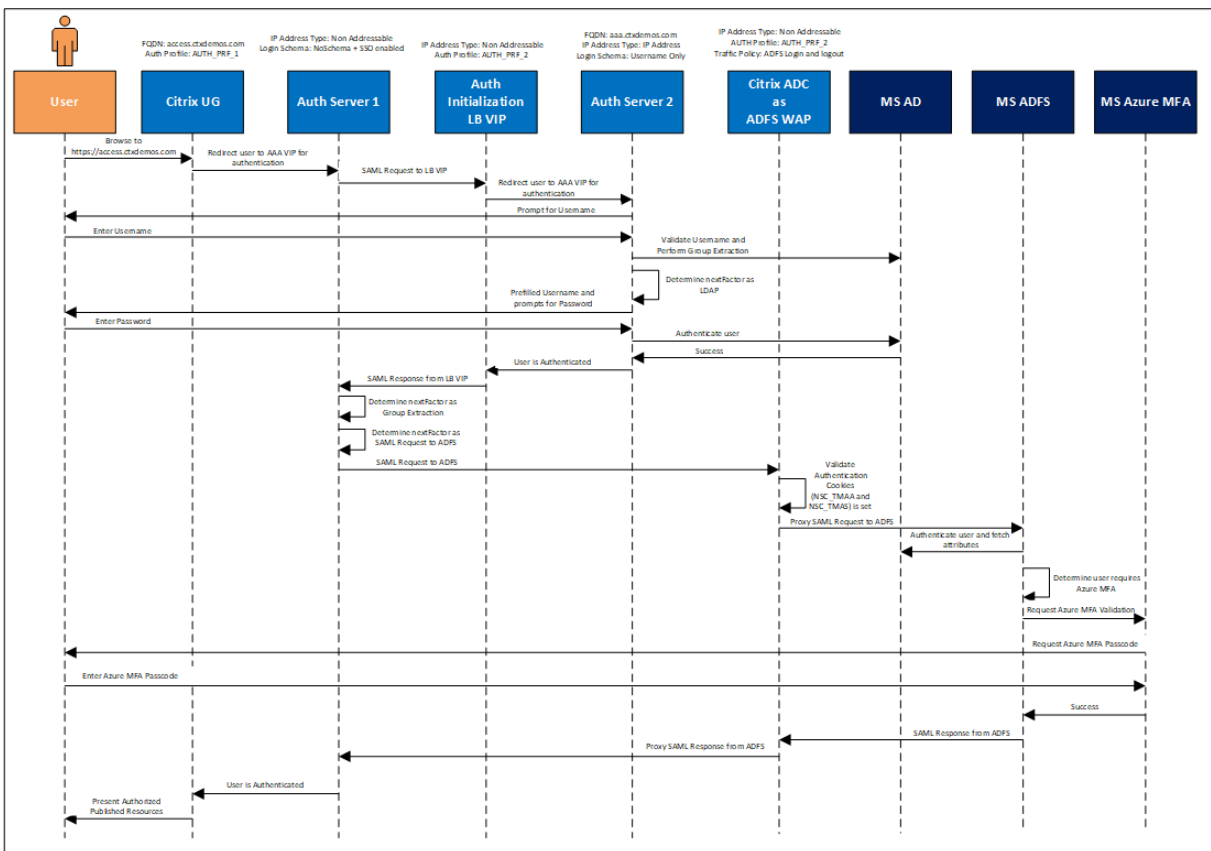 FQDN: access.ctxdemos.com
Auth Profile: AUTH_PRF_1
IP Address Type: Non Addressable
Login Schema: NoSchema + SSO enabled
IP Address Type: Non Addressable
Auth Profile: AUTH_PRF_2
FQDN: aaa.ctxdemos.com
IP Address Type: IP Address
Login Schema: Username Only
IP Address Type: Non Addressable
AUTH Profile: AUTH_PRF_2
Traffic Policy: ADFS Login and logout
User
Citrix UG
Auth Server 1
Auth
Initialization
LB VIP
Auth Server 2
Citrix ADC
as
ADFS WAP
MS AD
MS ADFS
MS Azure MFA
Browse to
https://access.ctxdemos.com
Redirect user to AAA VIP for
authentication
SAML Request to LB VIP
Redirect user to AAA VIP for
authentication
Prompt for Username
Enter Username
Validate Username and
Perform Group Extraction
Determine nextFactor as
LDAP
Prefilled Username and
prompts for Password
Enter Password
Authenticate user
Success
User is Authenticated
SAML Response from LB VIP
Determine nextFactor as
Group Extraction
Determine nextFactor as
SAML Request to ADFS
SAML Request to ADFS
Validate
Authentication
Cookies
(NSC_TMAA and
NSC_TMAS) is set
Proxy SAML Request to ADFS
Authenticate user and fetch
attributes
Determine user requires
Azure MFA
Request Azure MFA Validation
Request Azure MFA Passcode
Enter Azure MFA Passcode
Success
SAML Response from ADFS
Proxy SAML Response from ADFS
User is Authenticated
Present Authorized
Published Resources